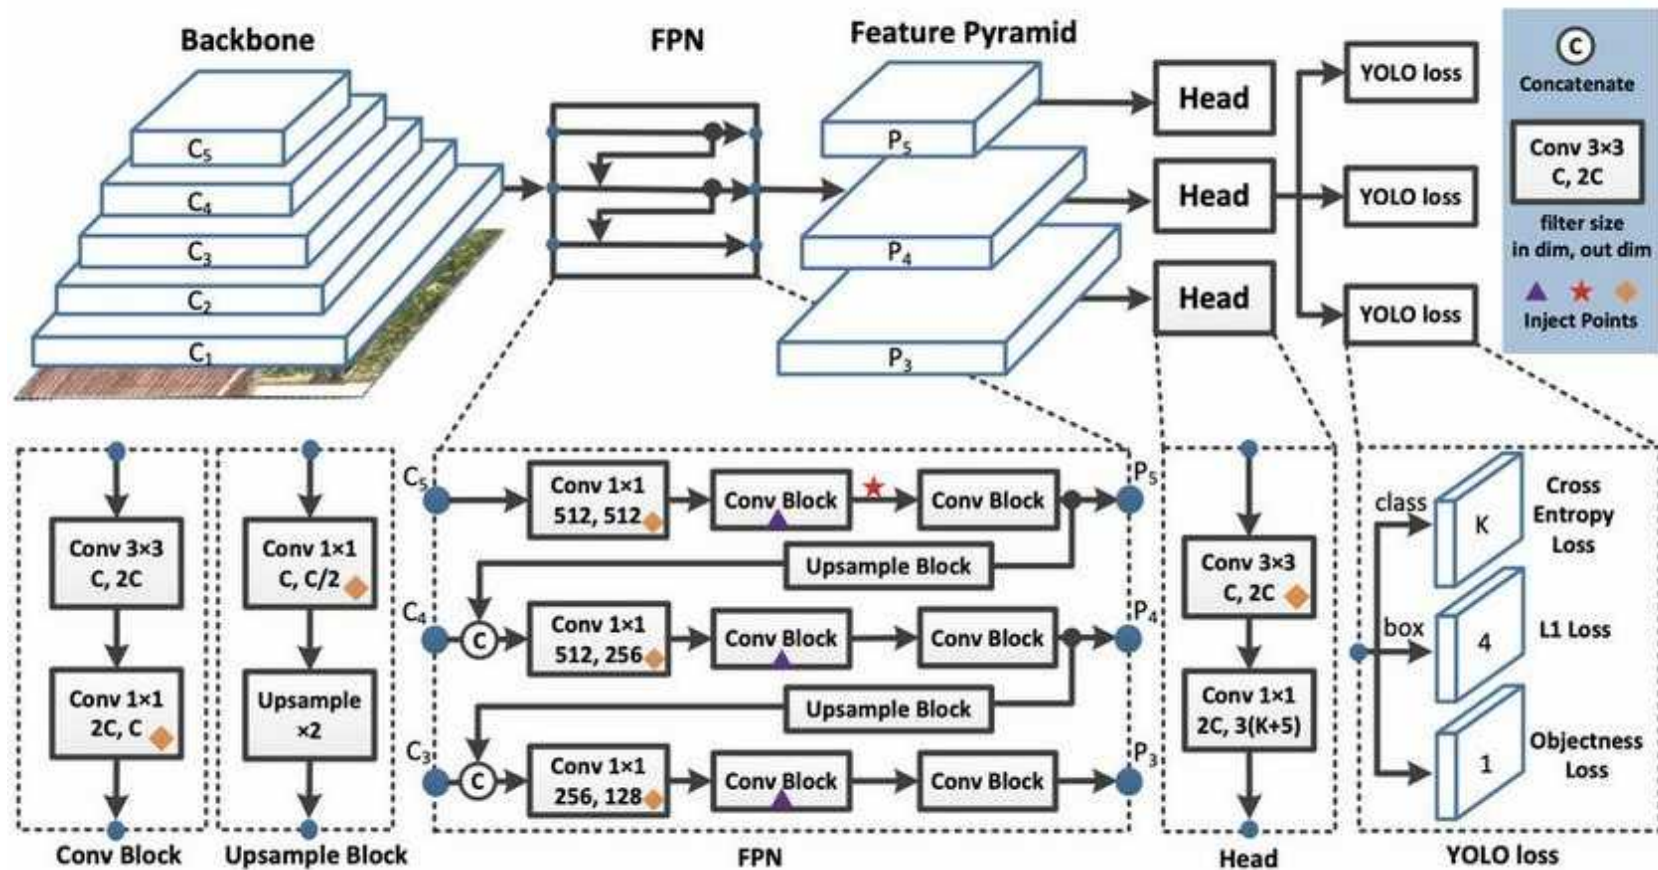 Backbone
FPN
Feature Pyramid
C5
C4
C3
C2
C1
P5
P4
P3
Head
Head
Head
YOLO loss
YOLO loss
YOLO loss
C
Concatenate
Conv 3×3
C, 2C
filter size
in dim, out dim
Inject Points
Conv 3×3
C, 2C
Conv 1×1
2C, C
Conv Block
Conv 1×1
C, C/2
Upsample
×2
Upsample Block
C5
Conv 1×1
512, 512
Conv Block
Conv Block
P5
Upsample Block
C4
C
Conv 1×1
512, 256
Conv Block
Conv Block
P4
Upsample Block
C3
C
Conv 1×1
256, 128
Conv Block
Conv Block
P3
FPN
Conv 3×3
C, 2C
Conv 1×1
2C, 3(K+5)
Head
class
K
Cross
Entropy
Loss
box
4
L1 Loss
1
Objectness
Loss
YOLO loss